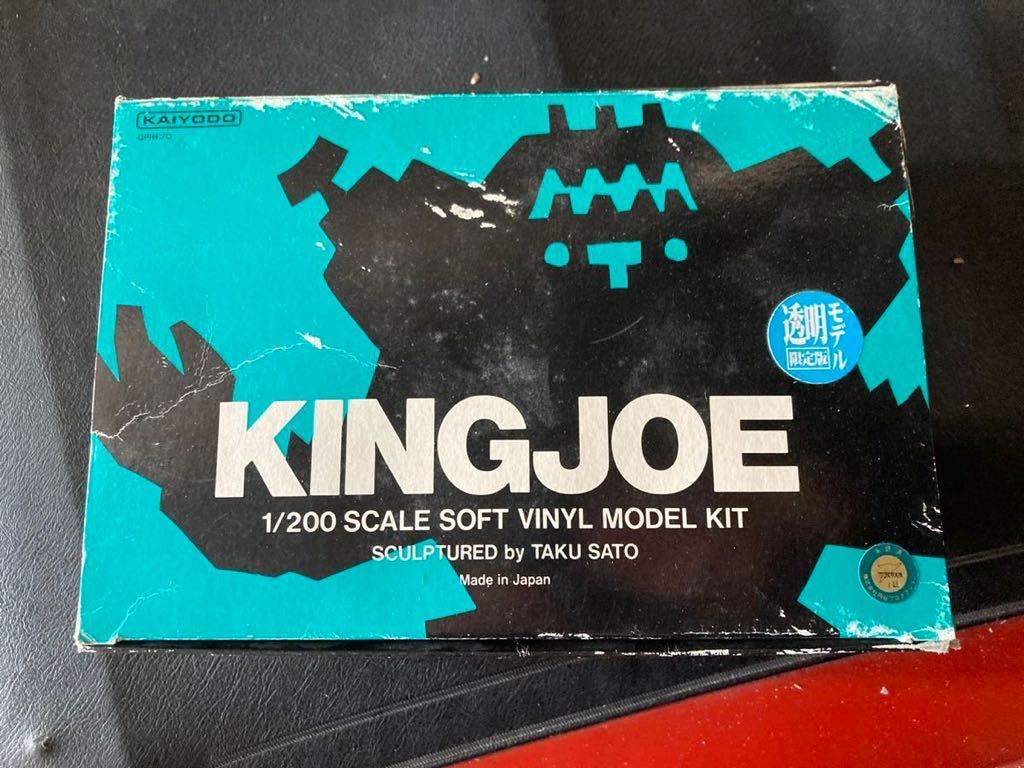 KAIYODO
透明
モデル
限定版
KINGJOE
1/200 SCALE SOFT VINYL MODEL KIT
SCULPTURED by TAKU SATO
Made in Japan